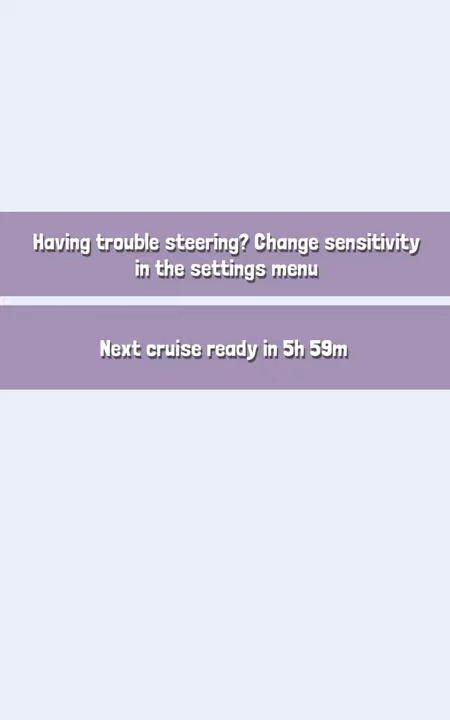 Having trouble steering? Change sensitivity
in the settings menu
Next cruise ready in 5h 59m